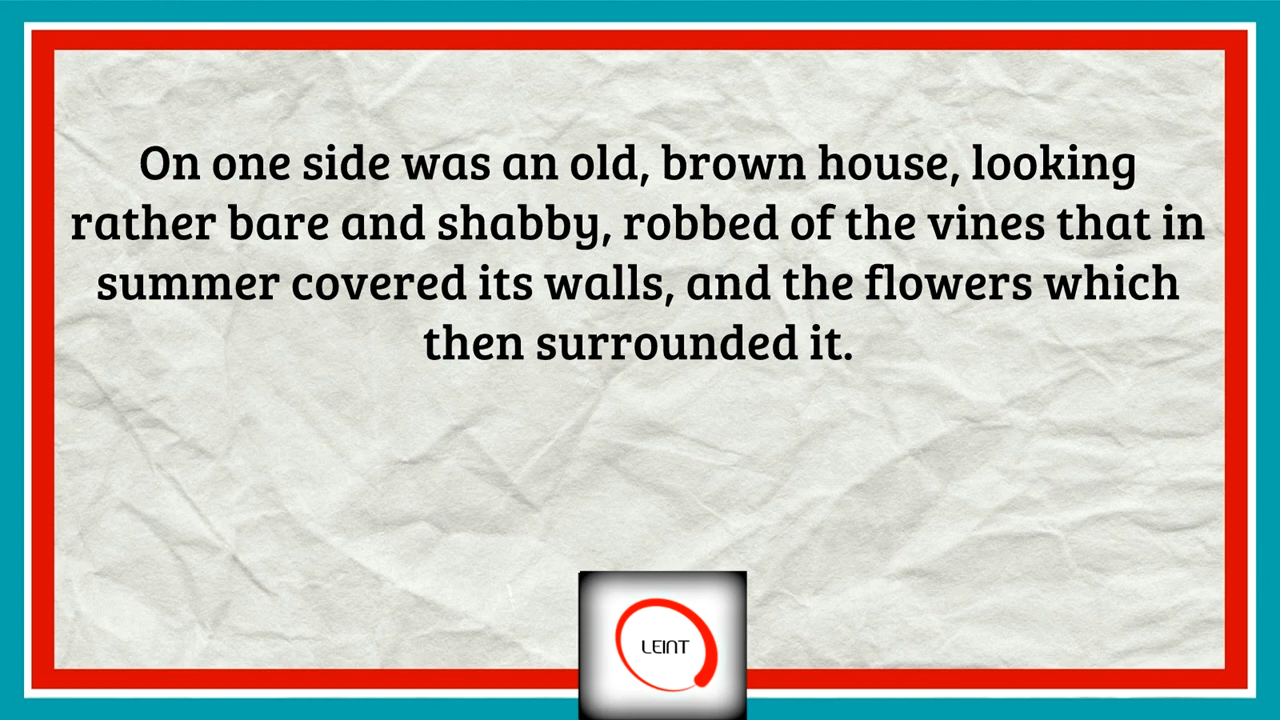 On one side was an old, brown house, looking
rather bare and shabby, robbed of the vines that in
summer covered its walls, and the flowers which
then surrounded it.
LEINT